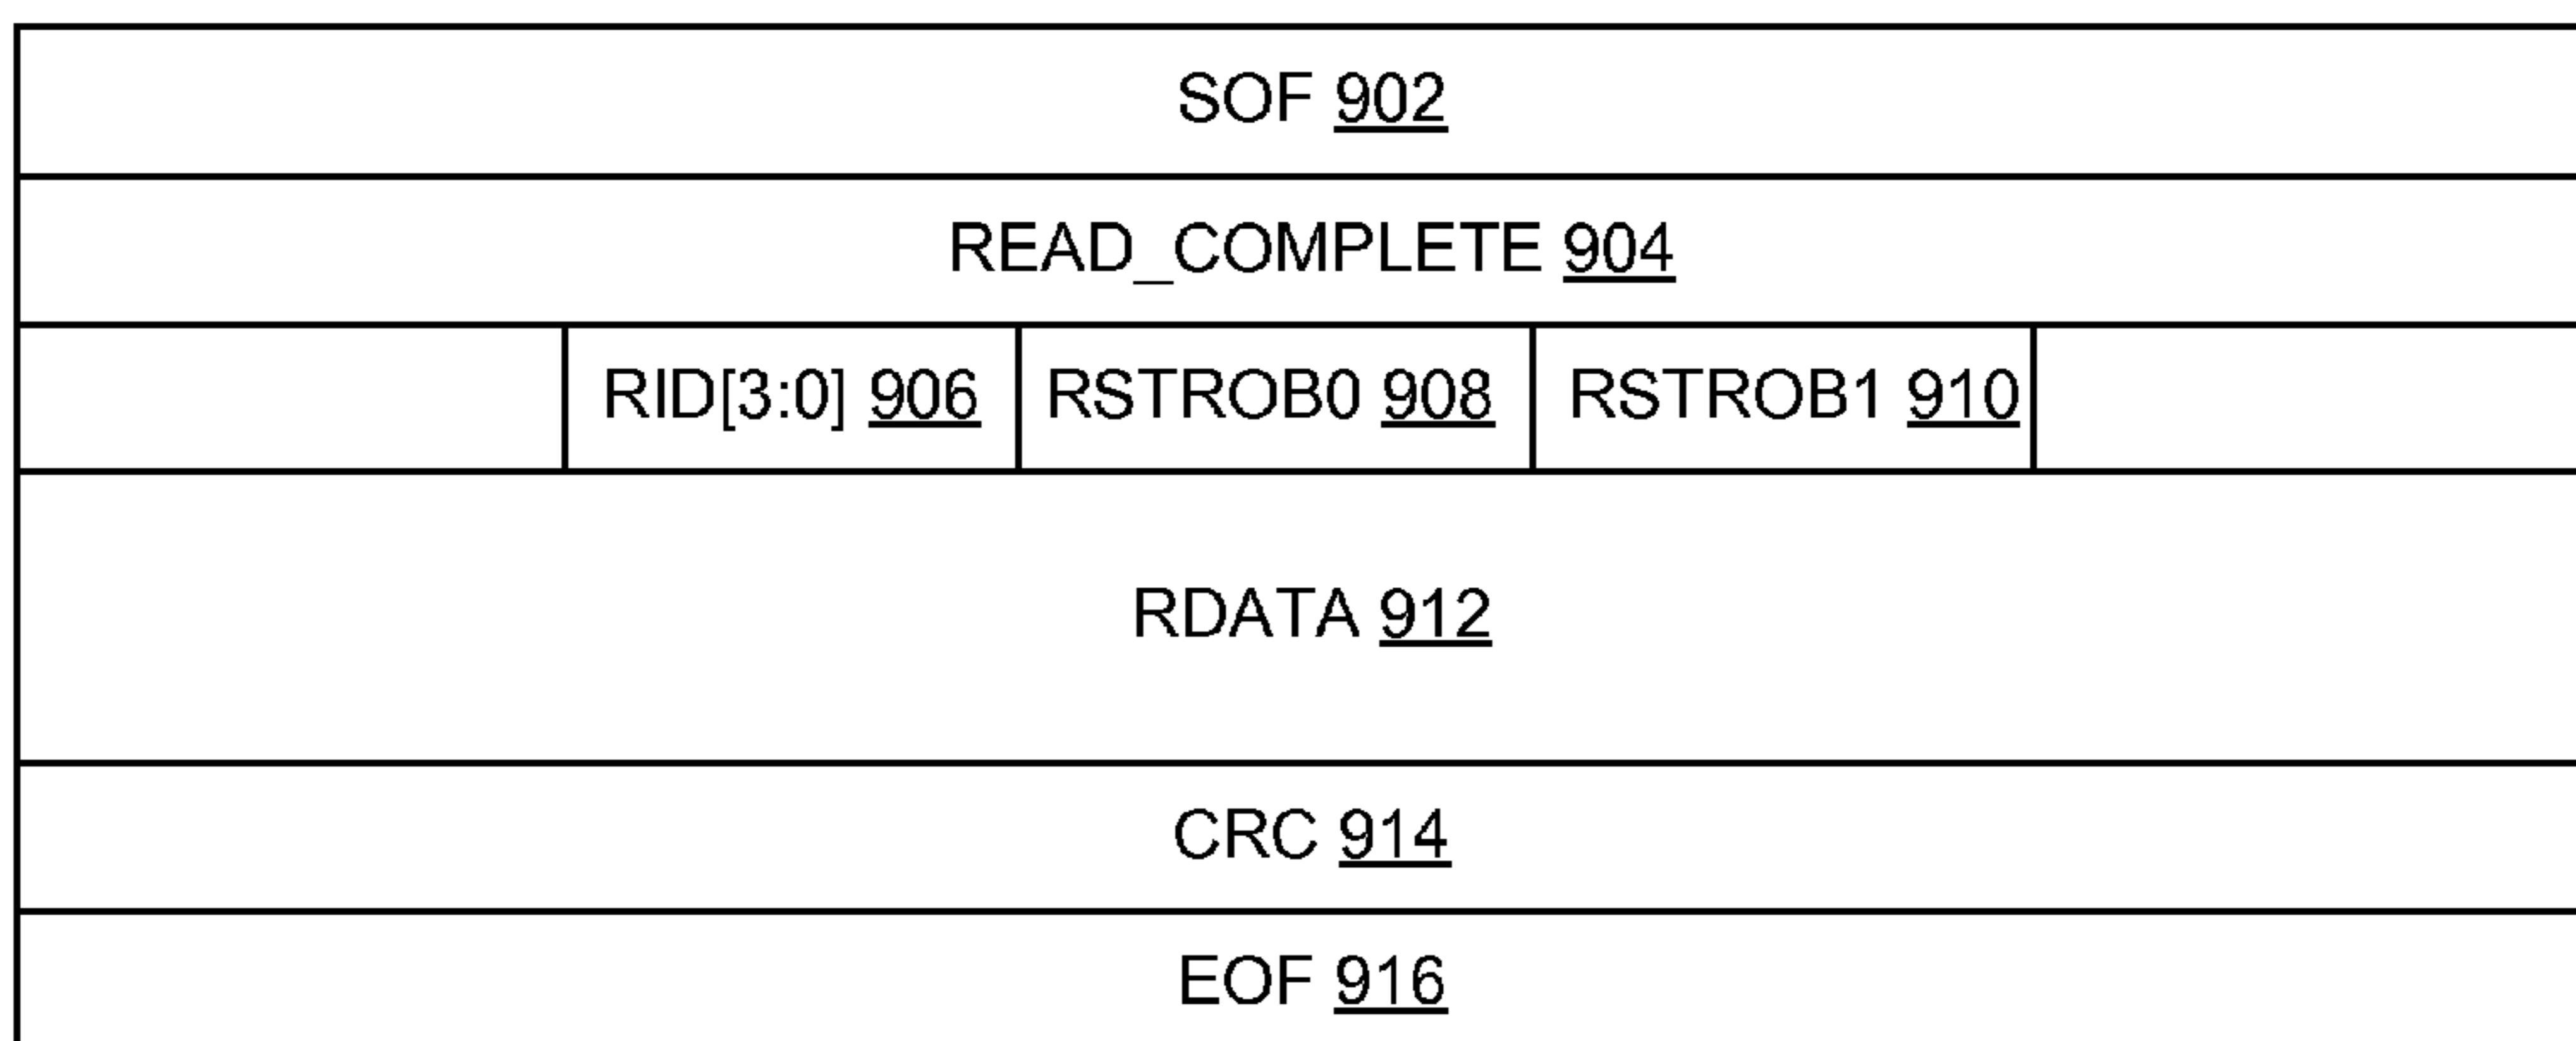 SOF 902
READ_COMPLETE 904
RID[3:0] 906 RSTROB0 908 RSTROB1 910
RDATA 912
CRC 914
EOF 916